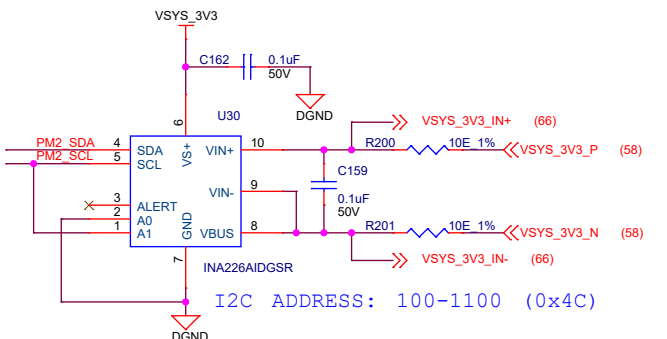 VSYS_3V3
C162 0.1uF
50V
DGND
U30
6
VS+
PM2_SDA 4 SDA VIN+ 10 R200 10E_1% VSYS_3V3_P (58)
VSYS_3V3_IN+ (66)
PM2_SCL 5 SCL
C159
VIN- 9
0.1uF
50V
3 ALERT
2 A0
1 A1
GND
VBUS 8 R201 10E_1% VSYS_3V3_N (58)
7
INA226AIDGSR
VSYS_3V3_IN- (66)
I2C ADDRESS: 100-1100 (0x4C)
DGND